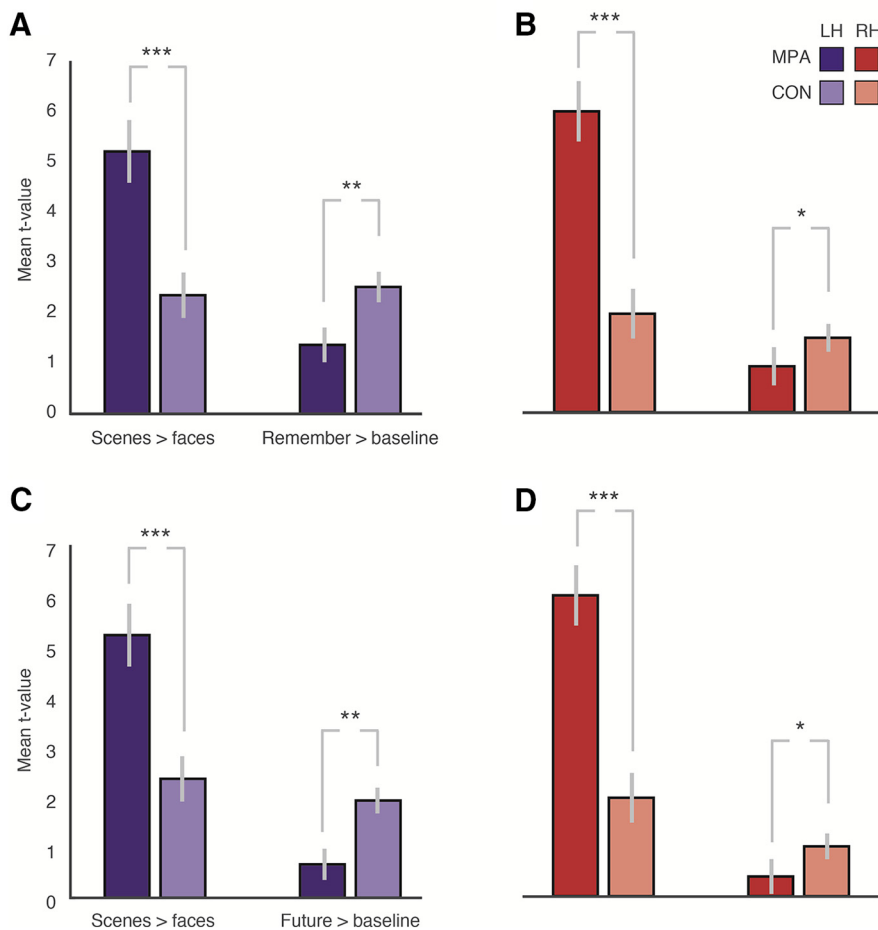 A
B
LH RH
MPA
CON
***
**
***
*
7
6
5
4
3
2
1
0
Mean t-value
Scenes > faces
Remember > baseline
C
D
***
**
***
*
7
6
5
4
3
2
1
0
Mean t-value
Scenes > faces
Future > baseline